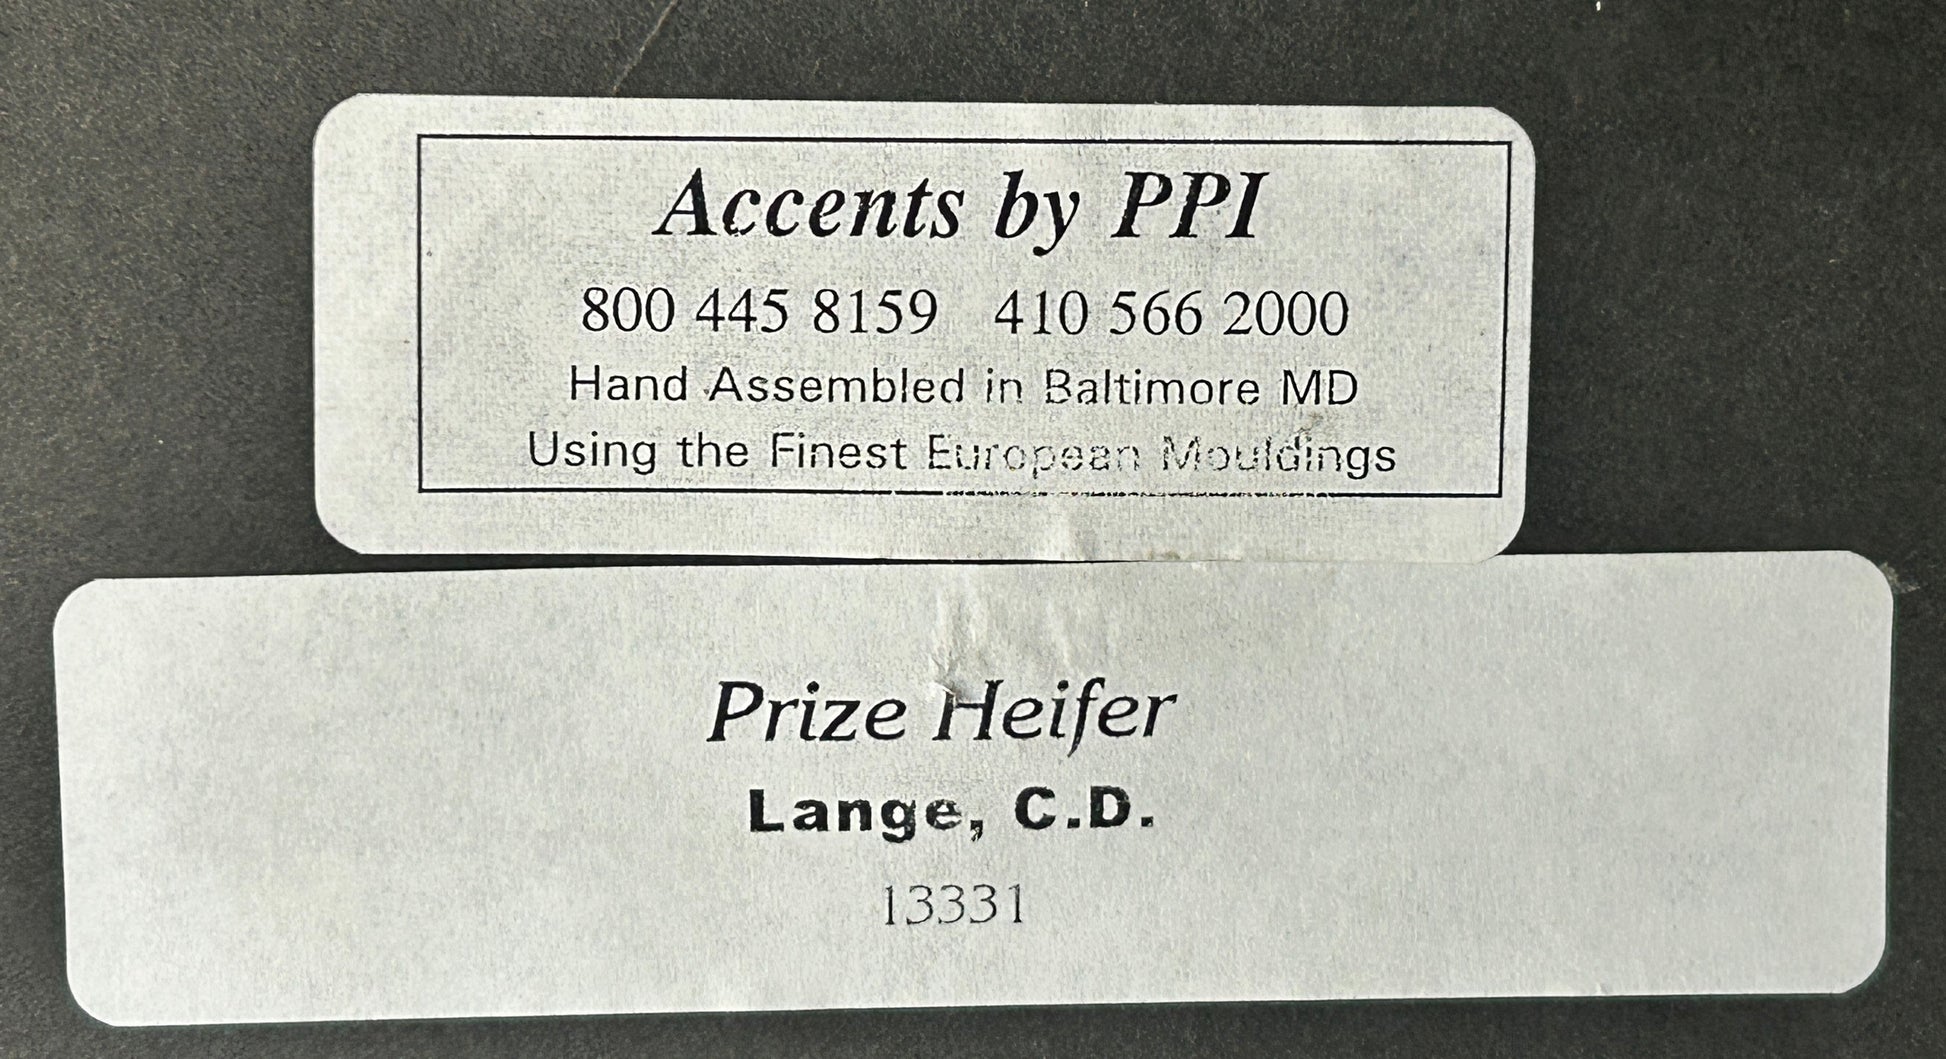 Accents by PPI
800 445 8159 410 566 2000
Hand Assembled in Baltimore MD
Using the Finest European Mouldings
Prize Heifer
Lange, C.D.
13331